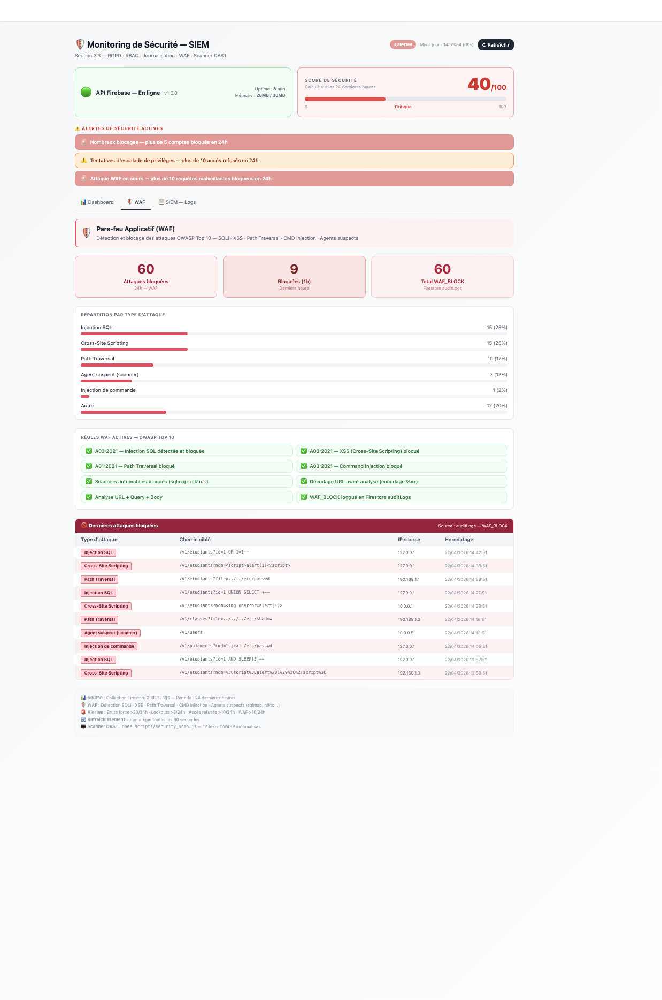 Monitoring de Sécurité — SIEM
3 alertes
Mis à jour : 14:53:54 (60s)
↻ Rafraîchir
Section 3.3 — RGPD · RBAC · Journalisation · WAF · Scanner DAST
API Firebase — En ligne v1.0.0
Uptime : 8 min
Mémoire : 28MB / 30MB
SCORE DE SÉCURITÉ
Calculé sur les 24 dernières heures
40/100
0 Critique 100
ALERTES DE SÉCURITÉ ACTIVES
Nombreux blocages — plus de 5 comptes bloqués en 24h
Tentatives d'escalade de privilèges — plus de 10 accès refusés en 24h
Attaque WAF en cours — plus de 10 requêtes malveillantes bloquées en 24h
Dashboard WAF SIEM — Logs
Pare-feu Applicatif (WAF)
Détection et blocage des attaques OWASP Top 10 — SQLi · XSS · Path Traversal · CMD Injection · Agents suspects
60
Attaques bloquées
24h — WAF
9
Bloquées (1h)
Dernière heure
60
Total WAF_BLOCK
Firestore auditLogs
RÉPARTITION PAR TYPE D'ATTAQUE
Injection SQL 15 (25%)
Cross-Site Scripting 15 (25%)
Path Traversal 10 (17%)
Agent suspect (scanner) 7 (12%)
Injection de commande 1 (2%)
Autre 12 (20%)
RÈGLES WAF ACTIVES — OWASP TOP 10
A03:2021 — Injection SQL détectée et bloquée
A03:2021 — XSS (Cross-Site Scripting) bloqué
A01:2021 — Path Traversal bloqué
A03:2021 — Command Injection bloqué
Scanners automatisés bloqués (sqlmap, nikto...)
Décodage URL avant analyse (encodage %xx)
Analyse URL + Query + Body
WAF_BLOCK loggué en Firestore auditLogs
Dernières attaques bloquées Source : auditLogs — WAF_BLOCK
Type d'attaque Chemin ciblé IP source Horodatage
Injection SQL /v1/etudiants?id=1 OR 1=1-- 127.0.0.1 22/04/2026 14:42:51
Cross-Site Scripting /v1/etudiants?nom=<script>alert(1)</script> 127.0.0.1 22/04/2026 14:38:51
Path Traversal /v1/etudiants?file=../../etc/passwd 192.168.1.1 22/04/2026 14:33:51
Injection SQL /v1/etudiants?id=1 UNION SELECT *-- 127.0.0.1 22/04/2026 14:27:51
Cross-Site Scripting /v1/etudiants?nom=<img onerror=alert(1)> 10.0.0.1 22/04/2026 14:23:51
Path Traversal /v1/classes?file=../../../etc/shadow 192.168.1.2 22/04/2026 14:18:51
Agent suspect (scanner) /v1/users 10.0.0.5 22/04/2026 14:13:51
Injection de commande /v1/paiements?cmd=ls;cat /etc/passwd 127.0.0.1 22/04/2026 14:05:51
Injection SQL /v1/etudiants?id=1 AND SLEEP(5)-- 127.0.0.1 22/04/2026 13:57:51
Cross-Site Scripting /v1/etudiants?nom=%3Cscript%3Ealert%281%29%3C%2Fscript%3E 192.168.1.3 22/04/2026 13:50:51
Source : Collection Firestore auditLogs — Période : 24 dernières heures
WAF : Détection SQLi · XSS · Path Traversal · CMD Injection · Agents suspects (sqlmap, nikto...)
Alertes : Brute force >20/24h · Lockouts >5/24h · Accès refusés >10/24h · WAF >10/24h
Rafraîchissement automatique toutes les 60 secondes
Scanner DAST : node scripts/security_scan.js — 12 tests OWASP automatisés